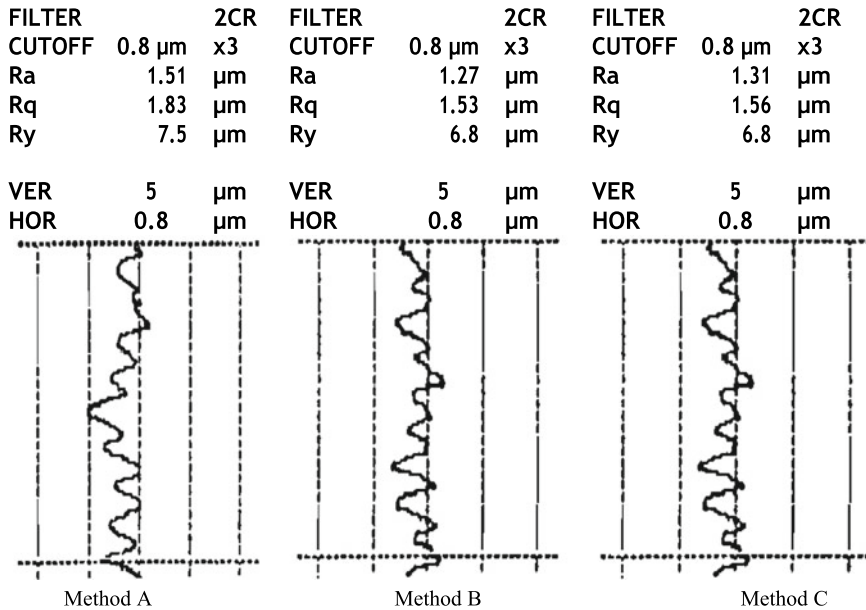 FILTER 2CR
CUTOFF 0.8 µm x3
Ra 1.51 µm
Rq 1.83 µm
Ry 7.5 µm
VER 5 µm
HOR 0.8 µm
Method A
FILTER 2CR
CUTOFF 0.8 µm x3
Ra 1.27 µm
Rq 1.53 µm
Ry 6.8 µm
VER 5 µm
HOR 0.8 µm
Method B
FILTER 2CR
CUTOFF 0.8 µm x3
Ra 1.31 µm
Rq 1.56 µm
Ry 6.8 µm
VER 5 µm
HOR 0.8 µm
Method C